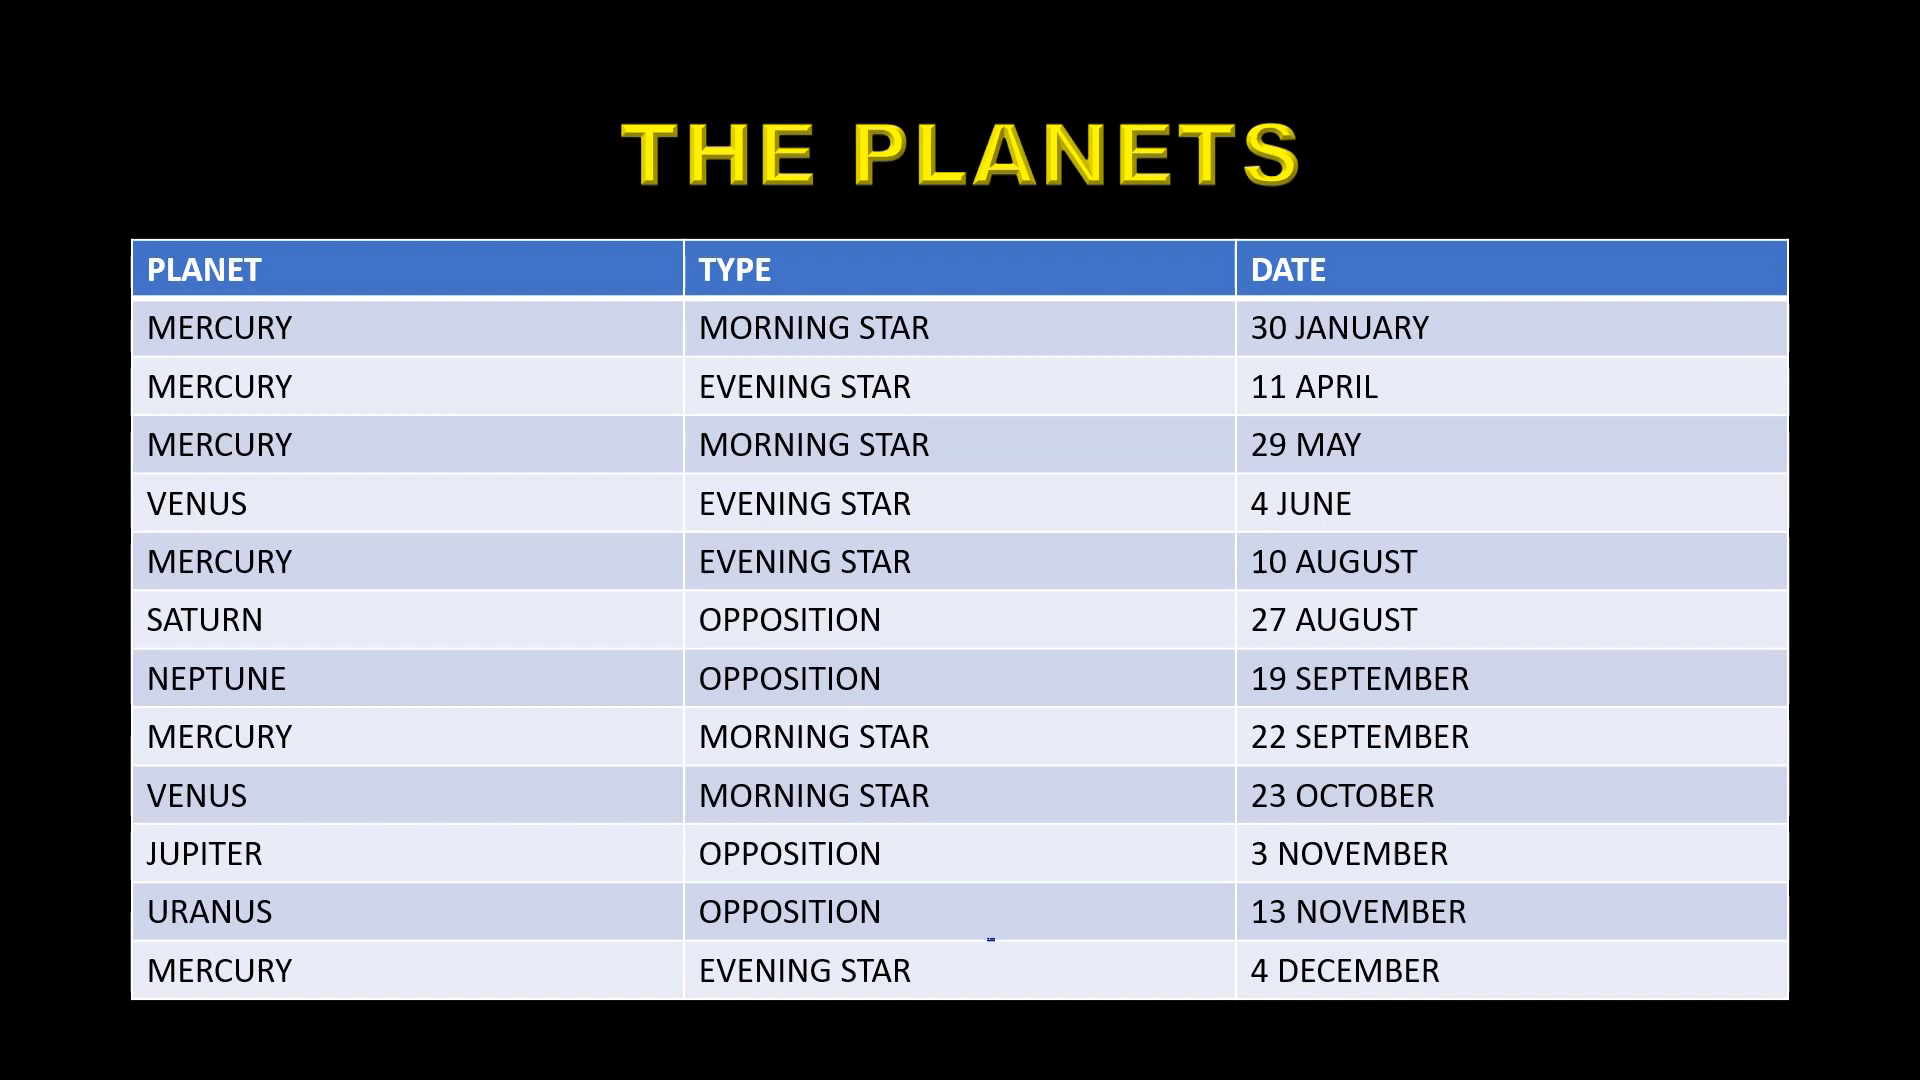 THE PLANETS
PLANET TYPE DATE
MERCURY MORNING STAR 30 JANUARY
MERCURY EVENING STAR 11 APRIL
MERCURY MORNING STAR 29 MAY
VENUS EVENING STAR 4 JUNE
MERCURY EVENING STAR 10 AUGUST
SATURN OPPOSITION 27 AUGUST
NEPTUNE OPPOSITION 19 SEPTEMBER
MERCURY MORNING STAR 22 SEPTEMBER
VENUS MORNING STAR 23 OCTOBER
JUPITER OPPOSITION 3 NOVEMBER
URANUS OPPOSITION 13 NOVEMBER
MERCURY EVENING STAR 4 DECEMBER